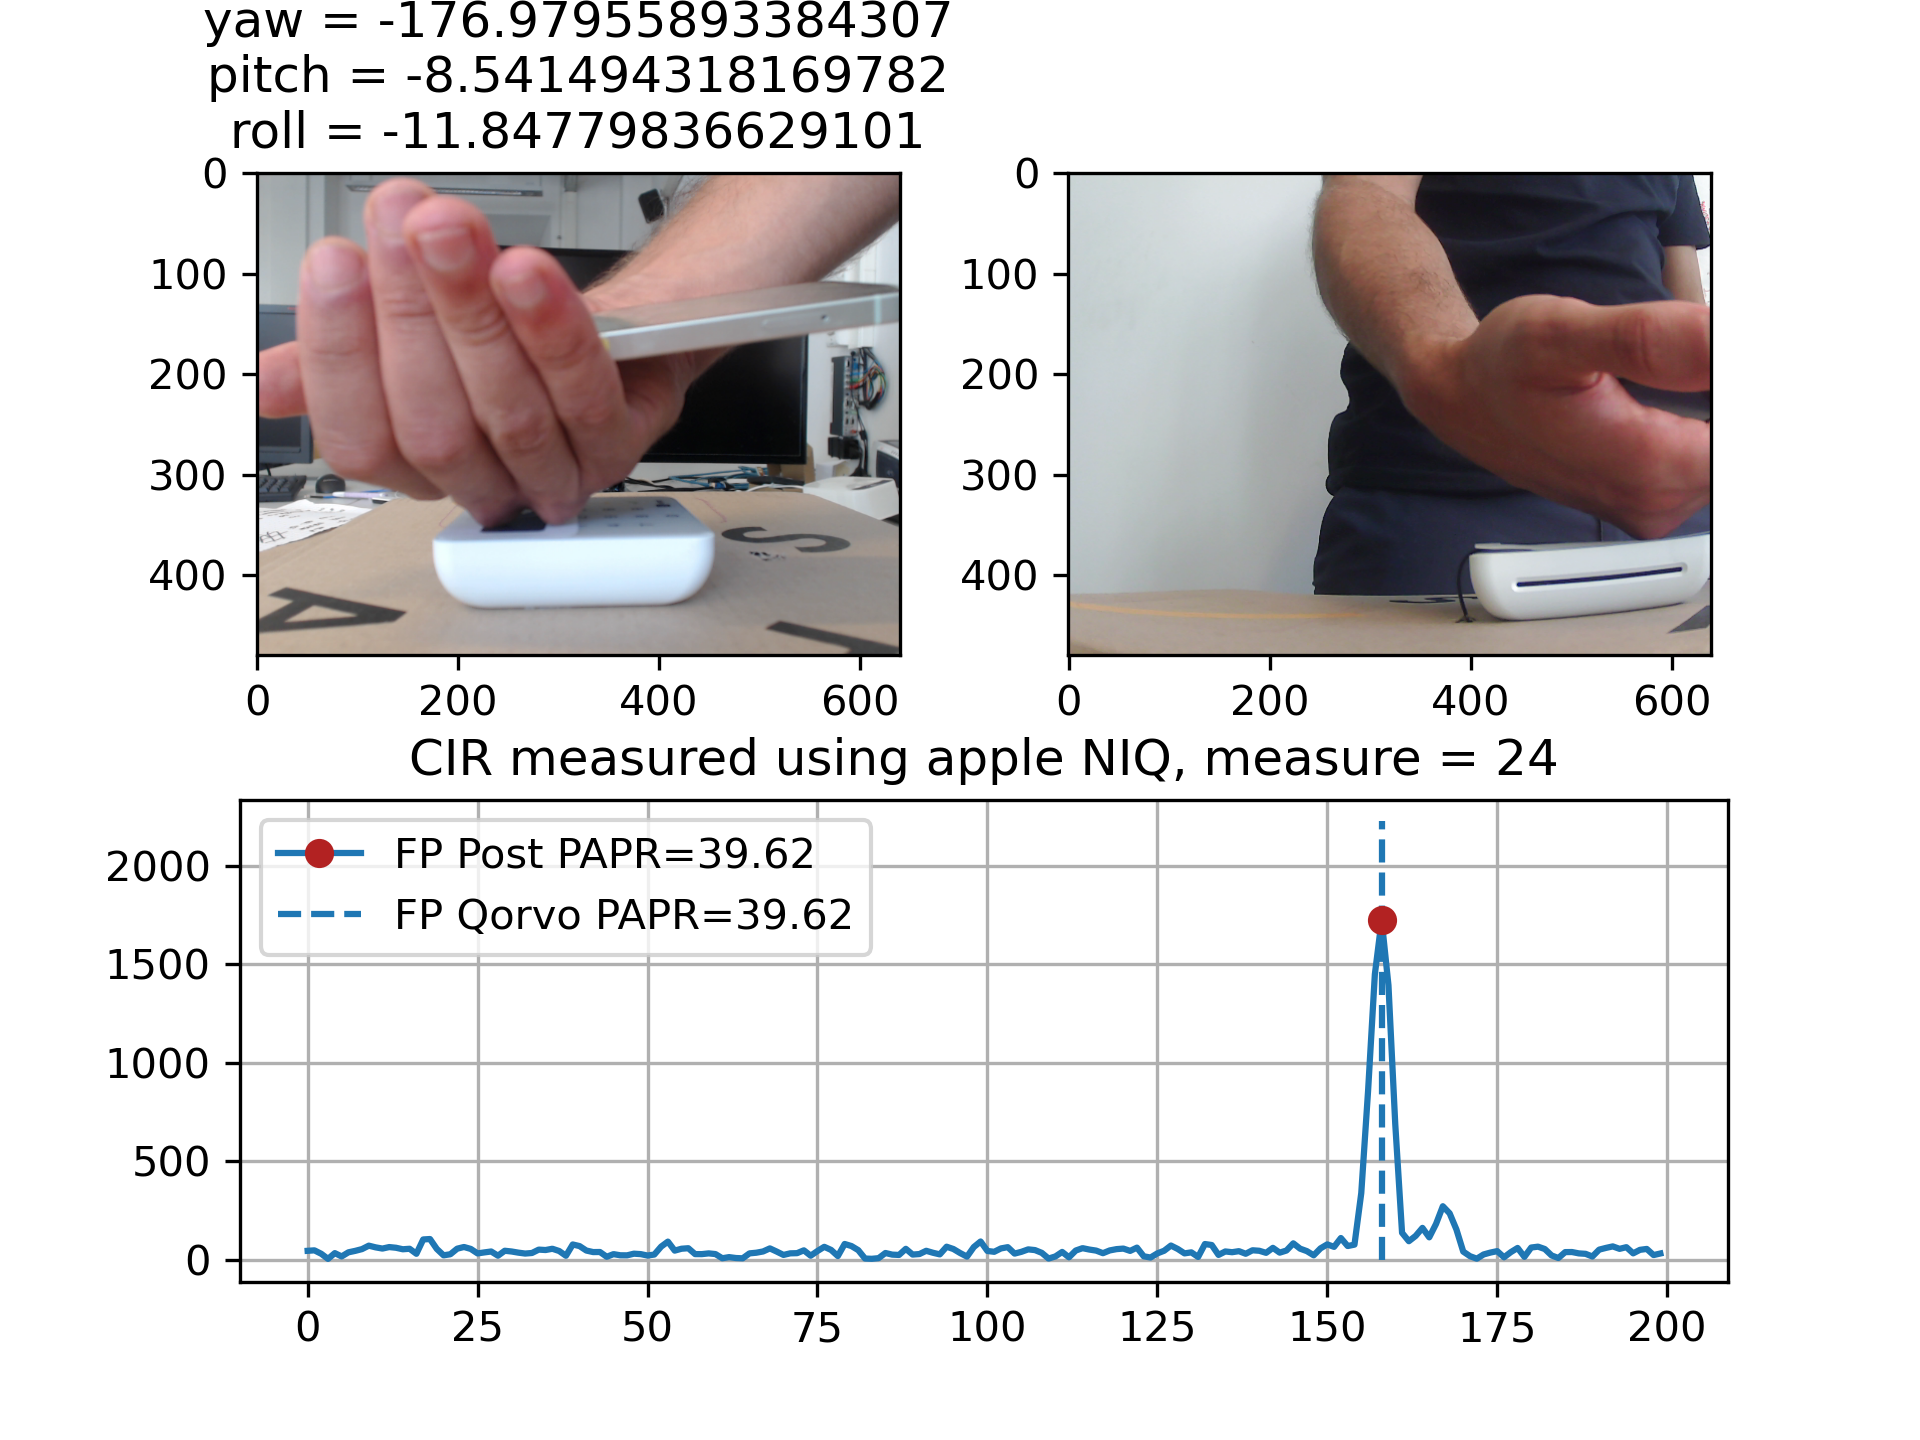 yaw = -176.97955893384307
pitch = -8.541494318169782
roll = -11.84779836629101
0
100
200
300
400
0 200 400 600
S
A
0
100
200
300
400
0 200 400 600
CIR measured using apple NIQ, measure = 24
FP Post PAPR=39.62
FP Qorvo PAPR=39.62
2000
1500
1000
500
0
0 25 50 75 100 125 150 175 200